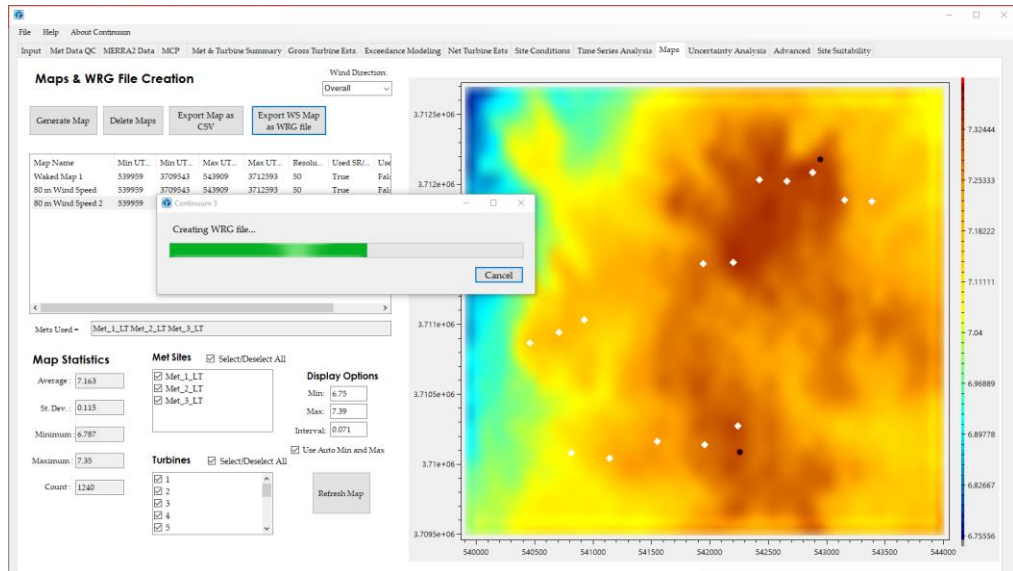 File Help About Continuum
Input Met Data QC MERRA2 Data MCP Met & Turbine Summary Gross Turbine Ests. Exceedance Modeling Net Turbine Ests Site Conditions Time Series Analysis Maps Uncertainty Analysis Advanced Site Suitability
Maps & WRG File Creation
Wind Direction:
Overall
Generate Map
Delete Maps
Export Map as
CSV
Export WS Map
as WRG file
Map Name Min UT... Min UT... Max UT... Max UT... Resolu... Used SR/... Use
Waked Map 1 539959 3709543 543909 3712593 50 True Fals
80 m Wind Speed 539959 3709543 543909 3712593 50 True Fals
80 m Wind Speed 2 539959
Continuum 3
Creating WRG file...
Cancel
Mets Used = Met_1_LT Met_2_LT Met_3_LT
Map Statistics
Average : 7.163
St. Dev. : 0.115
Minimum : 6.787
Maximum : 7.35
Count : 1240
Met Sites
Select/Deselect All
Met_1_LT
Met_2_LT
Met_3_LT
Turbines
Select/Deselect All
1
2
3
4
5
Display Options
Min: 6.75
Max: 7.39
Interval: 0.071
Use Auto Min and Max
Refresh Map
3.7125e+06
3.712e+06
3.711e+06
3.7105e+06
3.71e+06
3.7095e+06
540000 540500 541000 541500 542000 542500 543000 543500 544000
7.32444
7.25333
7.18222
7.11111
7.04
6.96889
6.89778
6.82667
6.75556